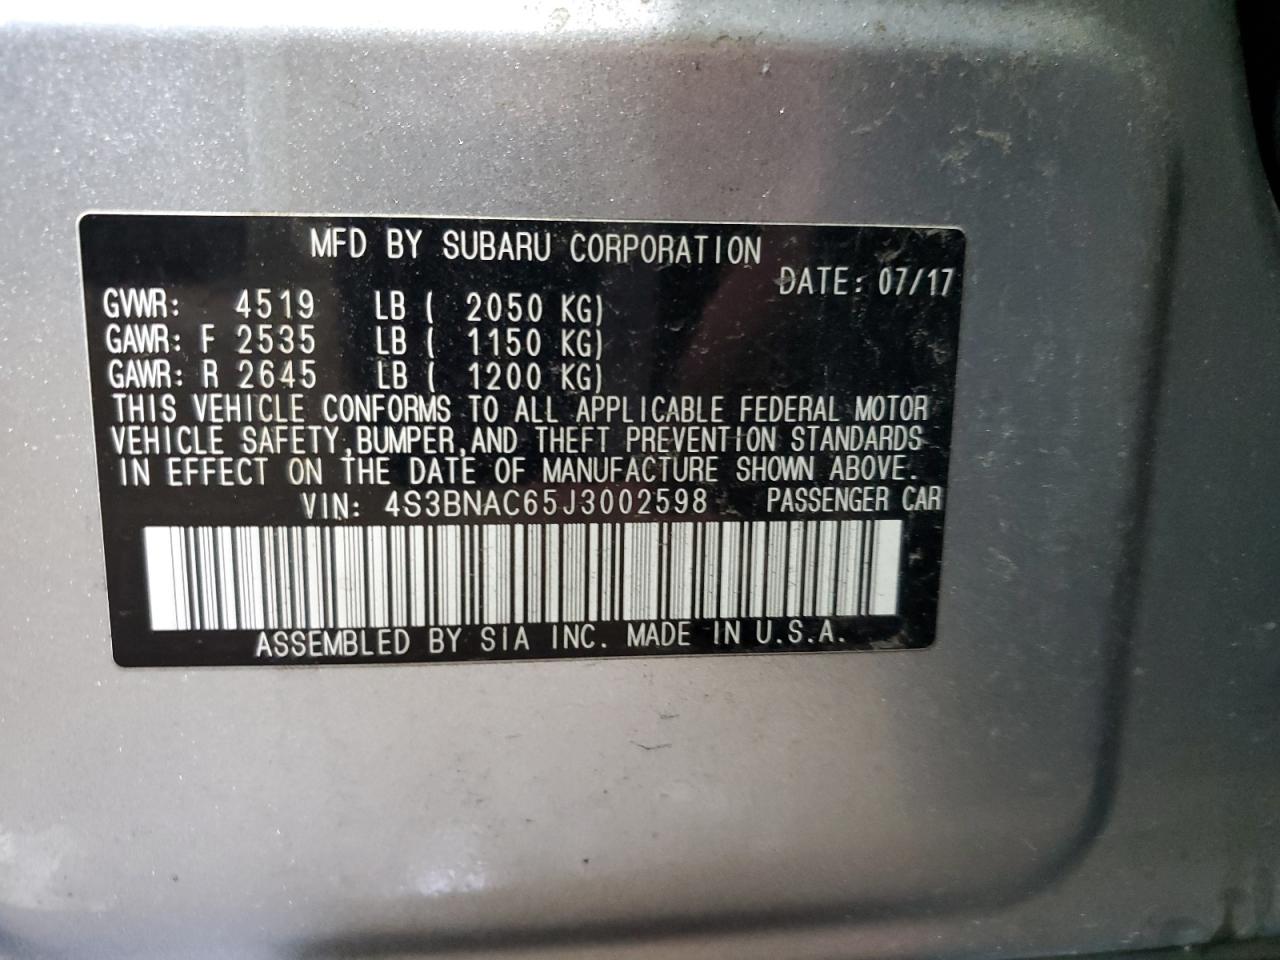 MFD BY SUBARU CORPORATION
DATE: 07/17
GVWR: 4519 LB ( 2050 KG)
GAWR: F 2535 LB ( 1150 KG)
GAWR: R 2645 LB ( 1200 KG)
THIS VEHICLE CONFORMS TO ALL APPLICABLE FEDERAL MOTOR
VEHICLE SAFETY,BUMPER,AND THEFT PREVENTION STANDARDS
IN EFFECT ON THE DATE OF MANUFACTURE SHOWN ABOVE.
VIN: 4S3BNAC65J3002598 PASSENGER CAR
ASSEMBLED BY SIA INC. MADE IN U.S.A.